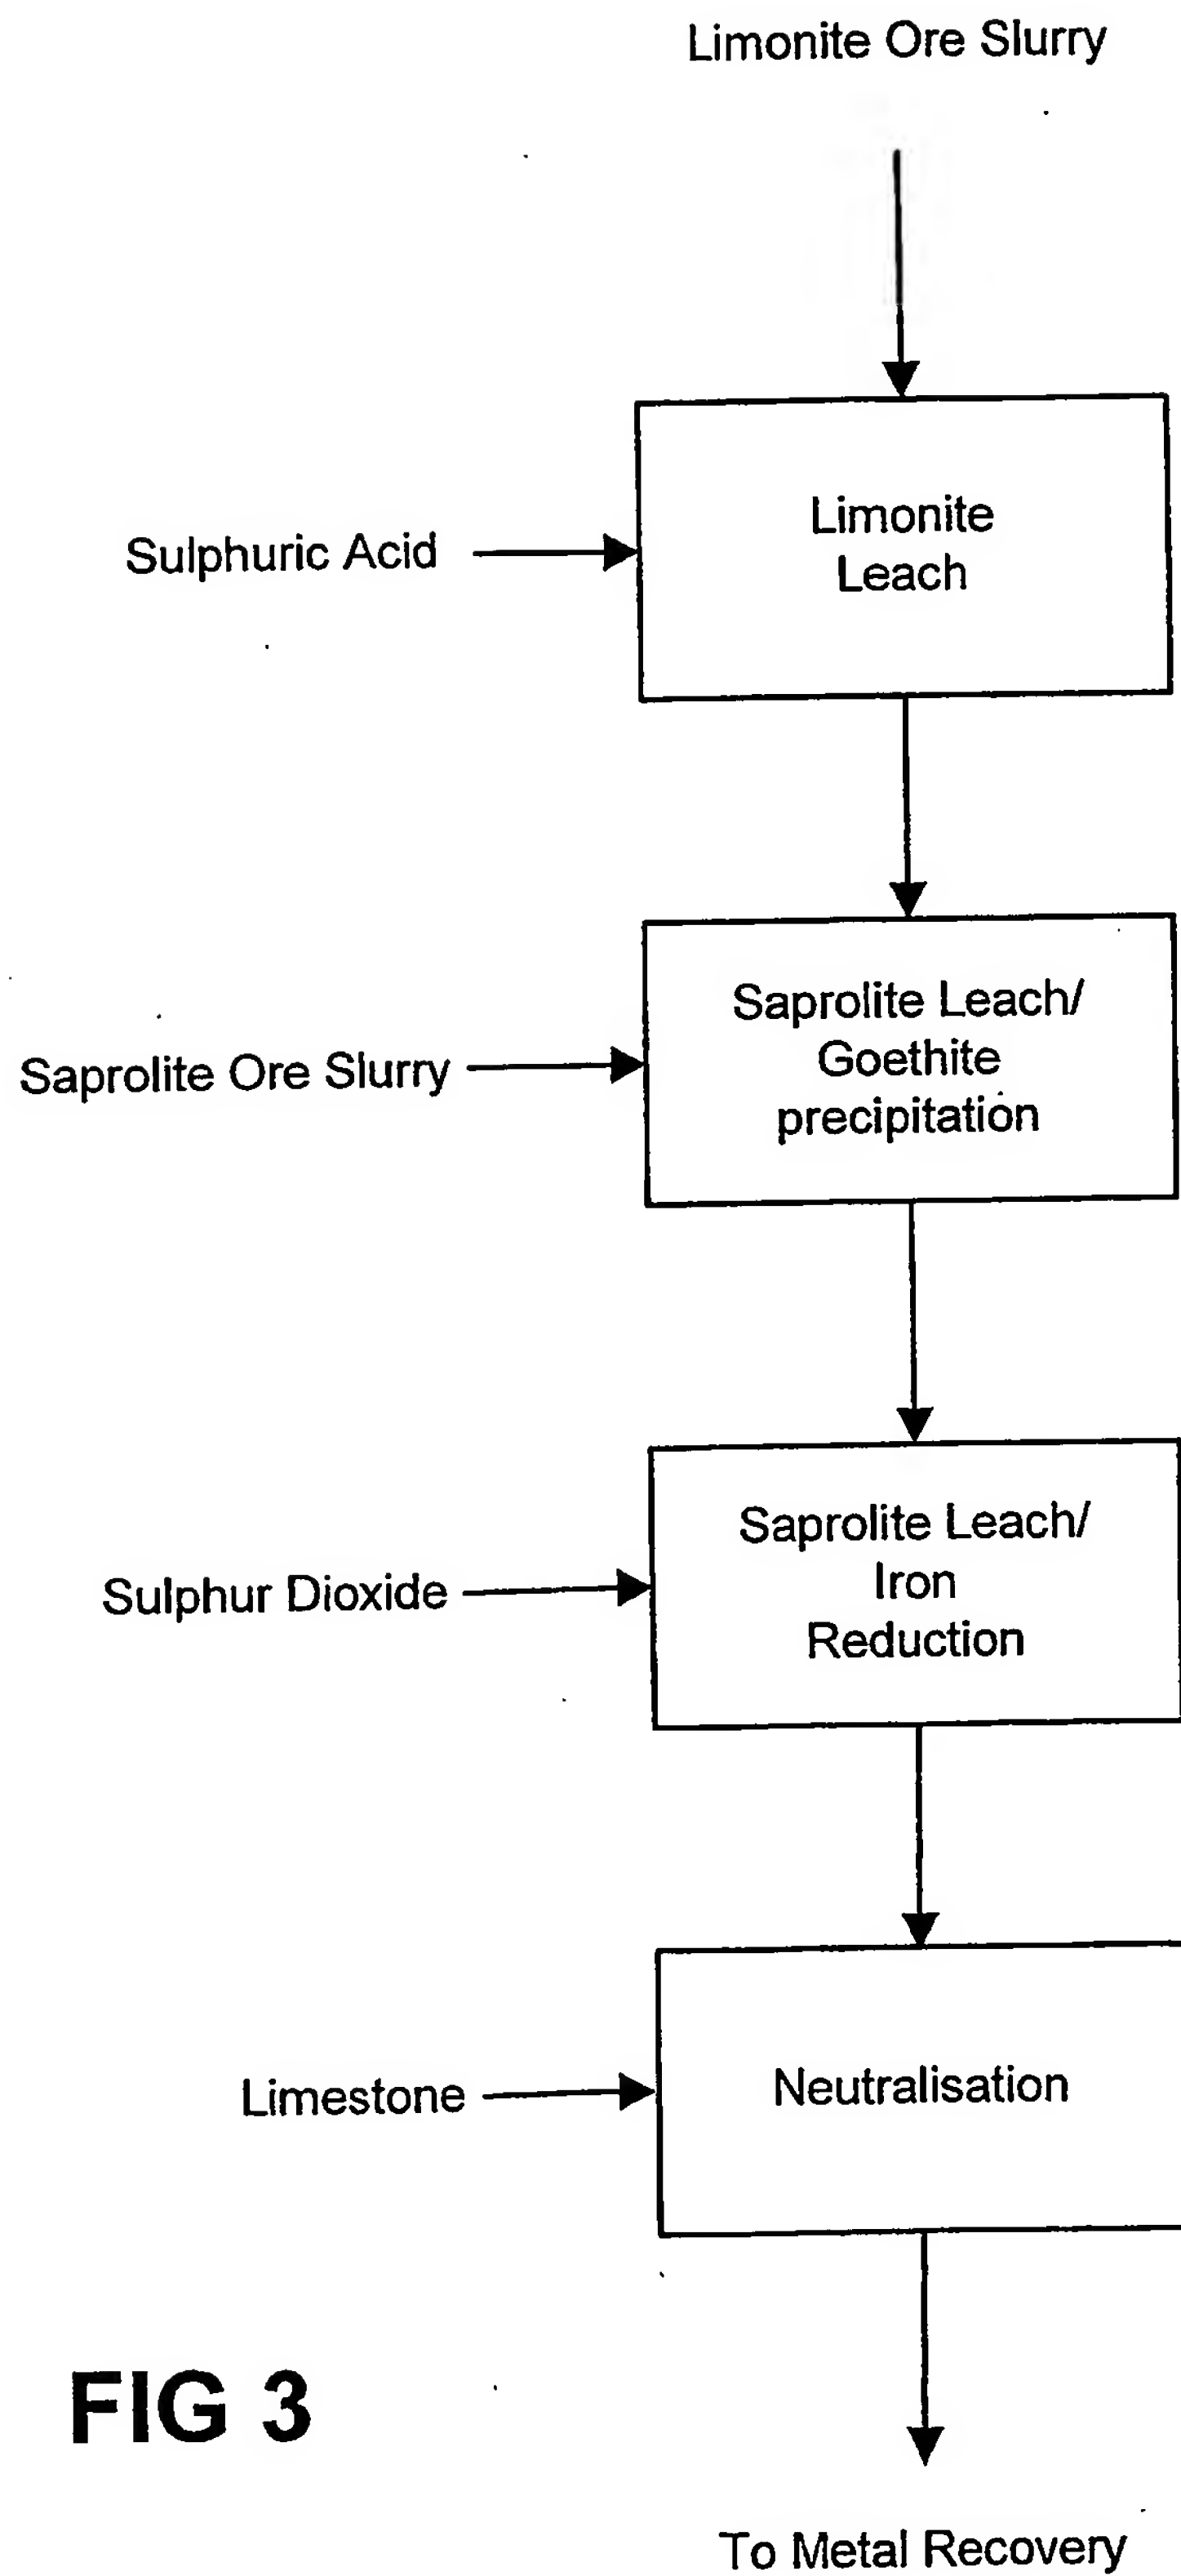 Limonite Ore Slurry
Sulphuric Acid
Limonite
Leach
Saprolite Ore Slurry
Saprolite Leach/
Goethite
precipitation
Sulphur Dioxide
Saprolite Leach/
Iron
Reduction
Limestone
Neutralisation
FIG 3
To Metal Recovery